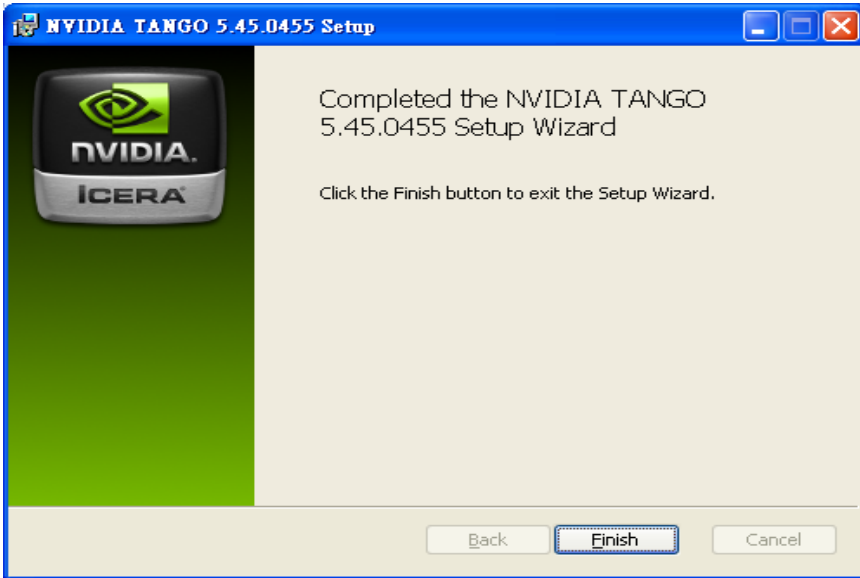 NVIDIA TANGO 5.45.0455 Setup
nVIDIA.
ICERA
Completed the NVIDIA TANGO
5.45.0455 Setup Wizard
Click the Finish button to exit the Setup Wizard.
Back Finish Cancel